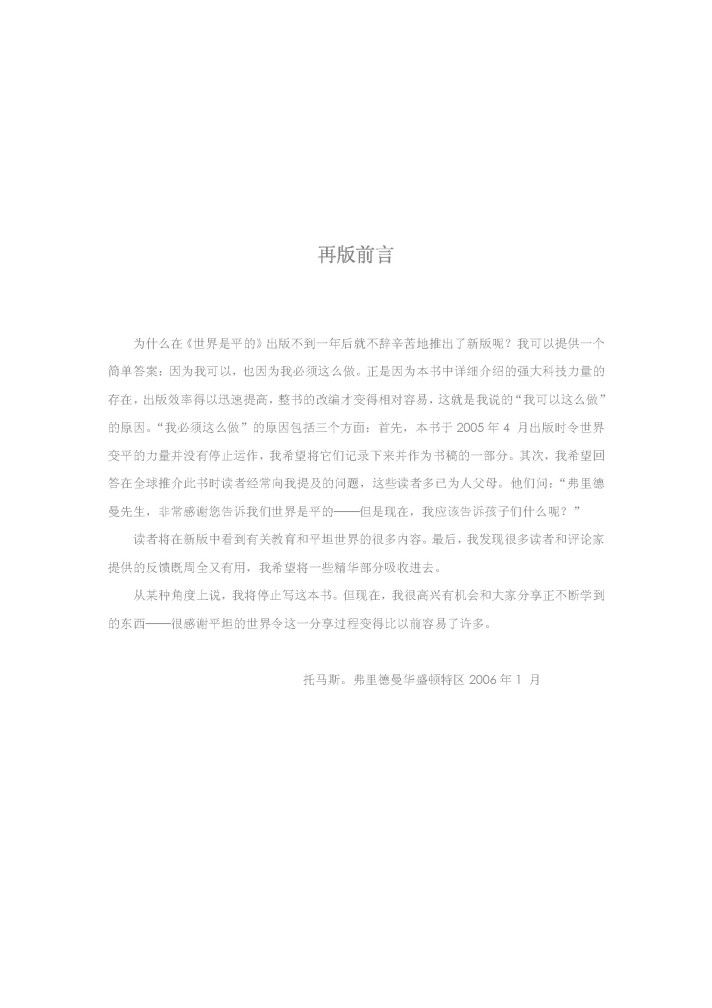 再版前言
为什么在《世界是平的》出版不到一年后就不辞辛苦地推出了新版呢？我可以提供一个
简单答案：因为我可以，也因为我必须这么做。正是因为本书中详细介绍的强大科技力量的
存在，出版效率得以迅速提高，整书的改编才变得相对容易，这就是我说的“我可以这么做”
的原因。“我必须这么做”的原因包括三个方面：首先，本书于 2005 年 4 月出版时令世界
变平的力量并没有停止运作，我希望将它们记录下来并作为书稿的一部分。其次，我希望回
答在全球推介此书时读者经常向我提及的问题，这些读者多已为人父母。他们问：“弗里德
曼先生，非常感谢您告诉我们世界是平的——但是现在，我应该告诉孩子们什么呢？”
读者将在新版中看到有关教育和平坦世界的很多内容。最后，我发现很多读者和评论家
提供的反馈既周全又有用，我希望将一些精华部分吸收进去。
从某种角度上说，我将停止写这本书。但现在，我很高兴有机会和大家分享正不断学到
的东西——很感谢平坦的世界令这一分享过程变得比以前容易了许多。
托马斯。弗里德曼华盛顿特区 2006 年 1 月